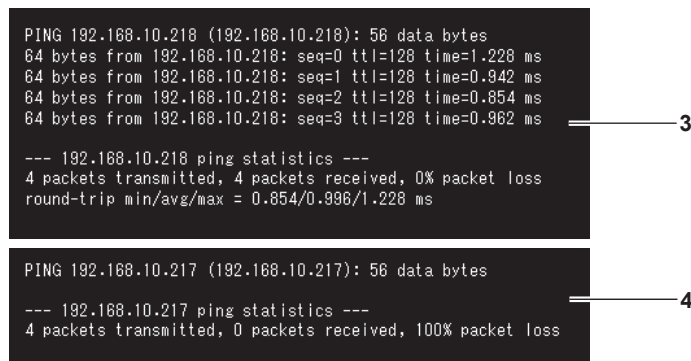 PING 192.168.10.218 (192.168.10.218): 56 data bytes
64 bytes from 192.168.10.218: seq=0 ttl=128 time=1.228 ms
64 bytes from 192.168.10.218: seq=1 ttl=128 time=0.942 ms
64 bytes from 192.168.10.218: seq=2 ttl=128 time=0.854 ms
64 bytes from 192.168.10.218: seq=3 ttl=128 time=0.962 ms
3
--- 192.168.10.218 ping statistics ---
4 packets transmitted, 4 packets received, 0% packet loss
round-trip min/avg/max = 0.854/0.996/1.228 ms
PING 192.168.10.217 (192.168.10.217): 56 data bytes
4
--- 192.168.10.217 ping statistics ---
4 packets transmitted, 0 packets received, 100% packet loss